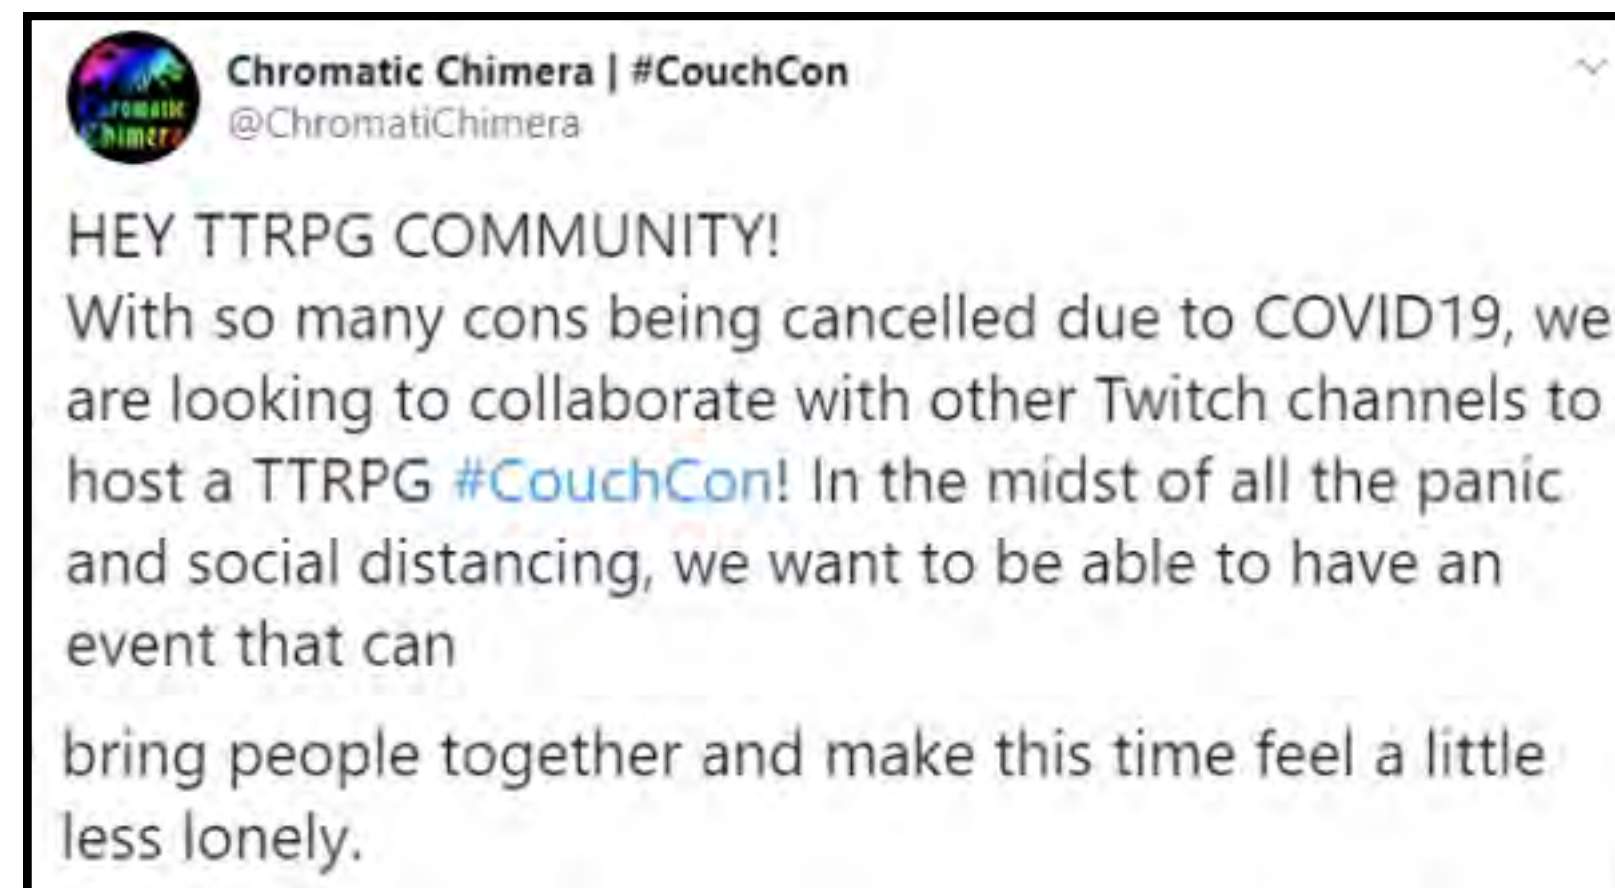 Chromatic
Chimera
Chromatic Chimera | #CouchCon
@ChromatiChimera
HEY TTRPG COMMUNITY!
With so many cons being cancelled due to COVID19, we
are looking to collaborate with other Twitch channels to
host a TTRPG #CouchCon! In the midst of all the panic
and social distancing, we want to be able to have an
event that can
bring people together and make this time feel a little
less lonely.